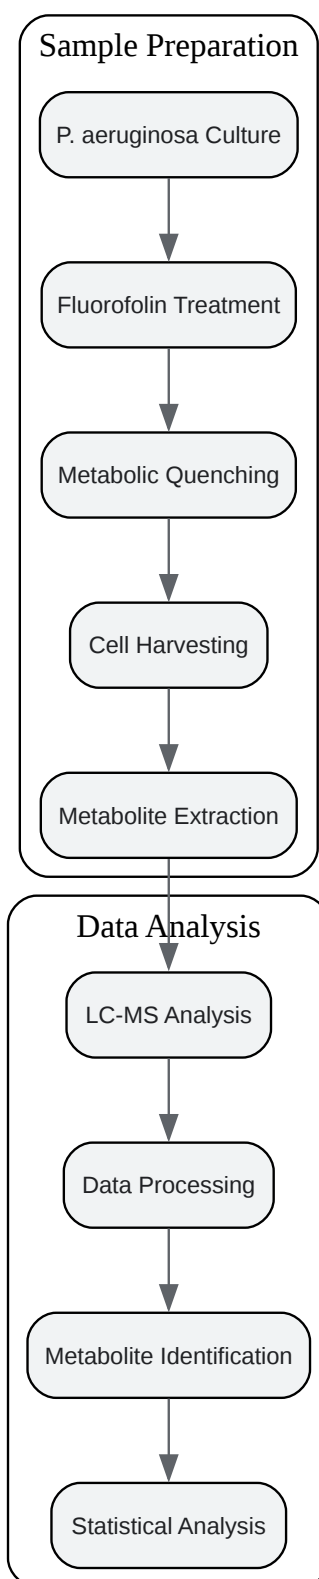 Sample Preparation
P. aeruginosa Culture
Fluorofolin Treatment
Metabolic Quenching
Cell Harvesting
Metabolite Extraction
Data Analysis
LC-MS Analysis
Data Processing
Metabolite Identification
Statistical Analysis